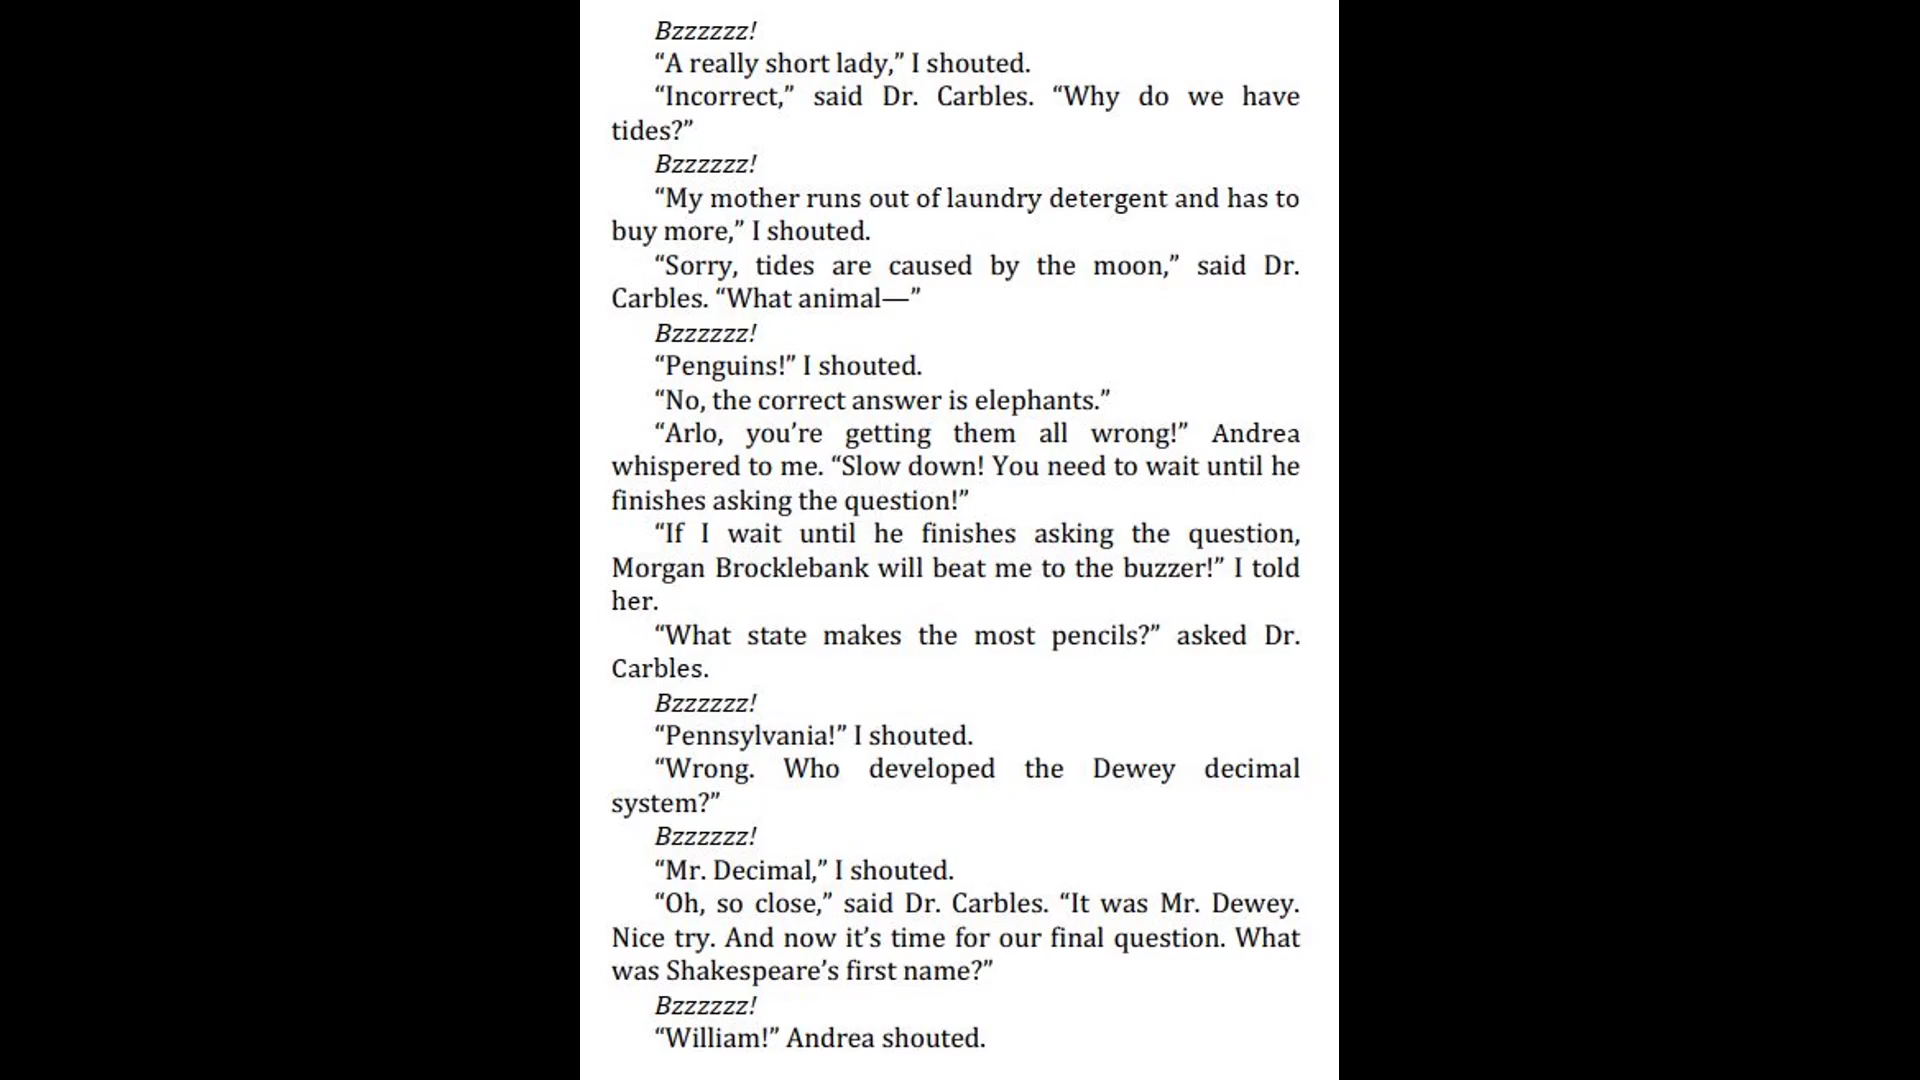 Bzzzzzz!
“A really short lady,” I shouted.
“Incorrect,” said Dr. Carbles. “Why do we have
tides?”
Bzzzzzz!
“My mother runs out of laundry detergent and has to
buy more,” I shouted.
“Sorry, tides are caused by the moon,” said Dr.
Carbles. “What animal—”
Bzzzzzz!
“Penguins!” I shouted.
“No, the correct answer is elephants.”
“Arlo, you’re getting them all wrong!” Andrea
whispered to me. “Slow down! You need to wait until he
finishes asking the question!”
“If I wait until he finishes asking the question,
Morgan Brocklebank will beat me to the buzzer!” I told
her.
“What state makes the most pencils?” asked Dr.
Carbles.
Bzzzzzz!
“Pennsylvania!” I shouted.
“Wrong. Who developed the Dewey decimal
system?”
Bzzzzzz!
“Mr. Decimal,” I shouted.
“Oh, so close,” said Dr. Carbles. “It was Mr. Dewey.
Nice try. And now it’s time for our final question. What
was Shakespeare’s first name?”
Bzzzzzz!
“William!” Andrea shouted.